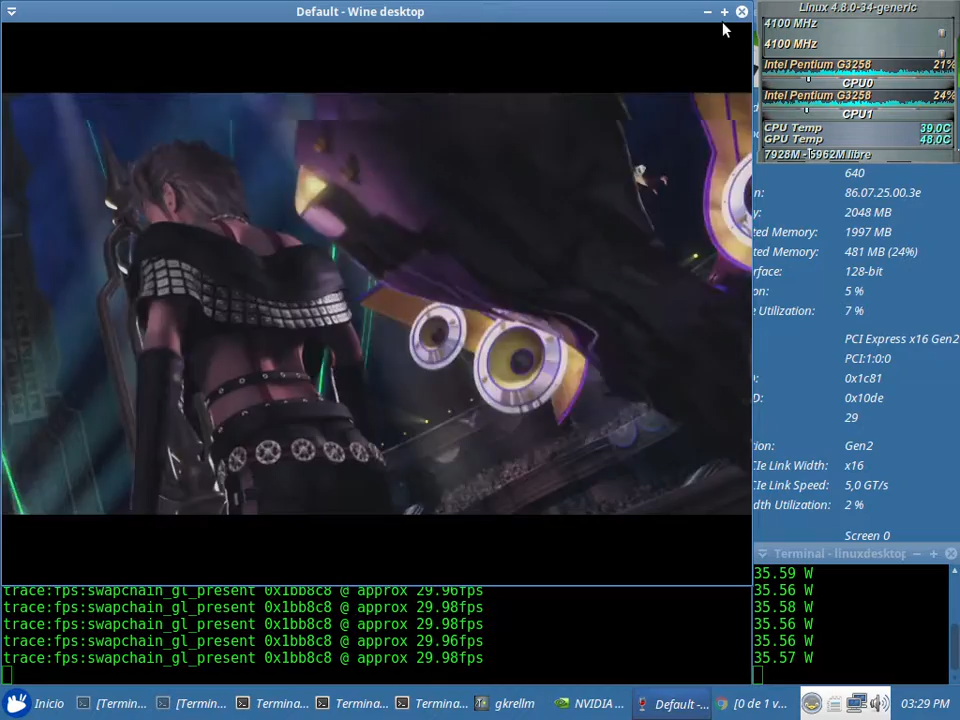 Default - Wine desktop
Linux 4.8.0-34-generic
4100 MHz
4100 MHz
Intel Pentium G3258 21%
CPU0
Intel Pentium G3258 24%
CPU1
CPU Temp 39.0C
GPU Temp 48.0C
7928M - 5962M libre
640
n: 86.07.25.00.3e
y: 2048 MB
ted Memory: 1997 MB
ted Memory: 481 MB (24%)
rface: 128-bit
on: 5 %
e Utilization: 7 %
PCI Express x16 Gen2
PCI:1:0:0
D: 0x1c81
D: 0x10de
29
ion: Gen2
CIe Link Width: x16
CIe Link Speed: 5,0 GT/s
dth Utilization: 2 %
Screen 0
Terminal - linuxdesktop
trace:fps:swapchain_gl_present 0x1bb8c8 @ approx 29.96fps
trace:fps:swapchain_gl_present 0x1bb8c8 @ approx 29.98fps
trace:fps:swapchain_gl_present 0x1bb8c8 @ approx 29.98fps
trace:fps:swapchain_gl_present 0x1bb8c8 @ approx 29.96fps
trace:fps:swapchain_gl_present 0x1bb8c8 @ approx 29.98fps
35.59 W
35.56 W
35.58 W
35.56 W
35.56 W
35.57 W
Inicio [Termin... [Termin... Termina... Termina... Termina... gkrellm NVIDIA ... Default -... [0 de 1 v... 03:29 PM